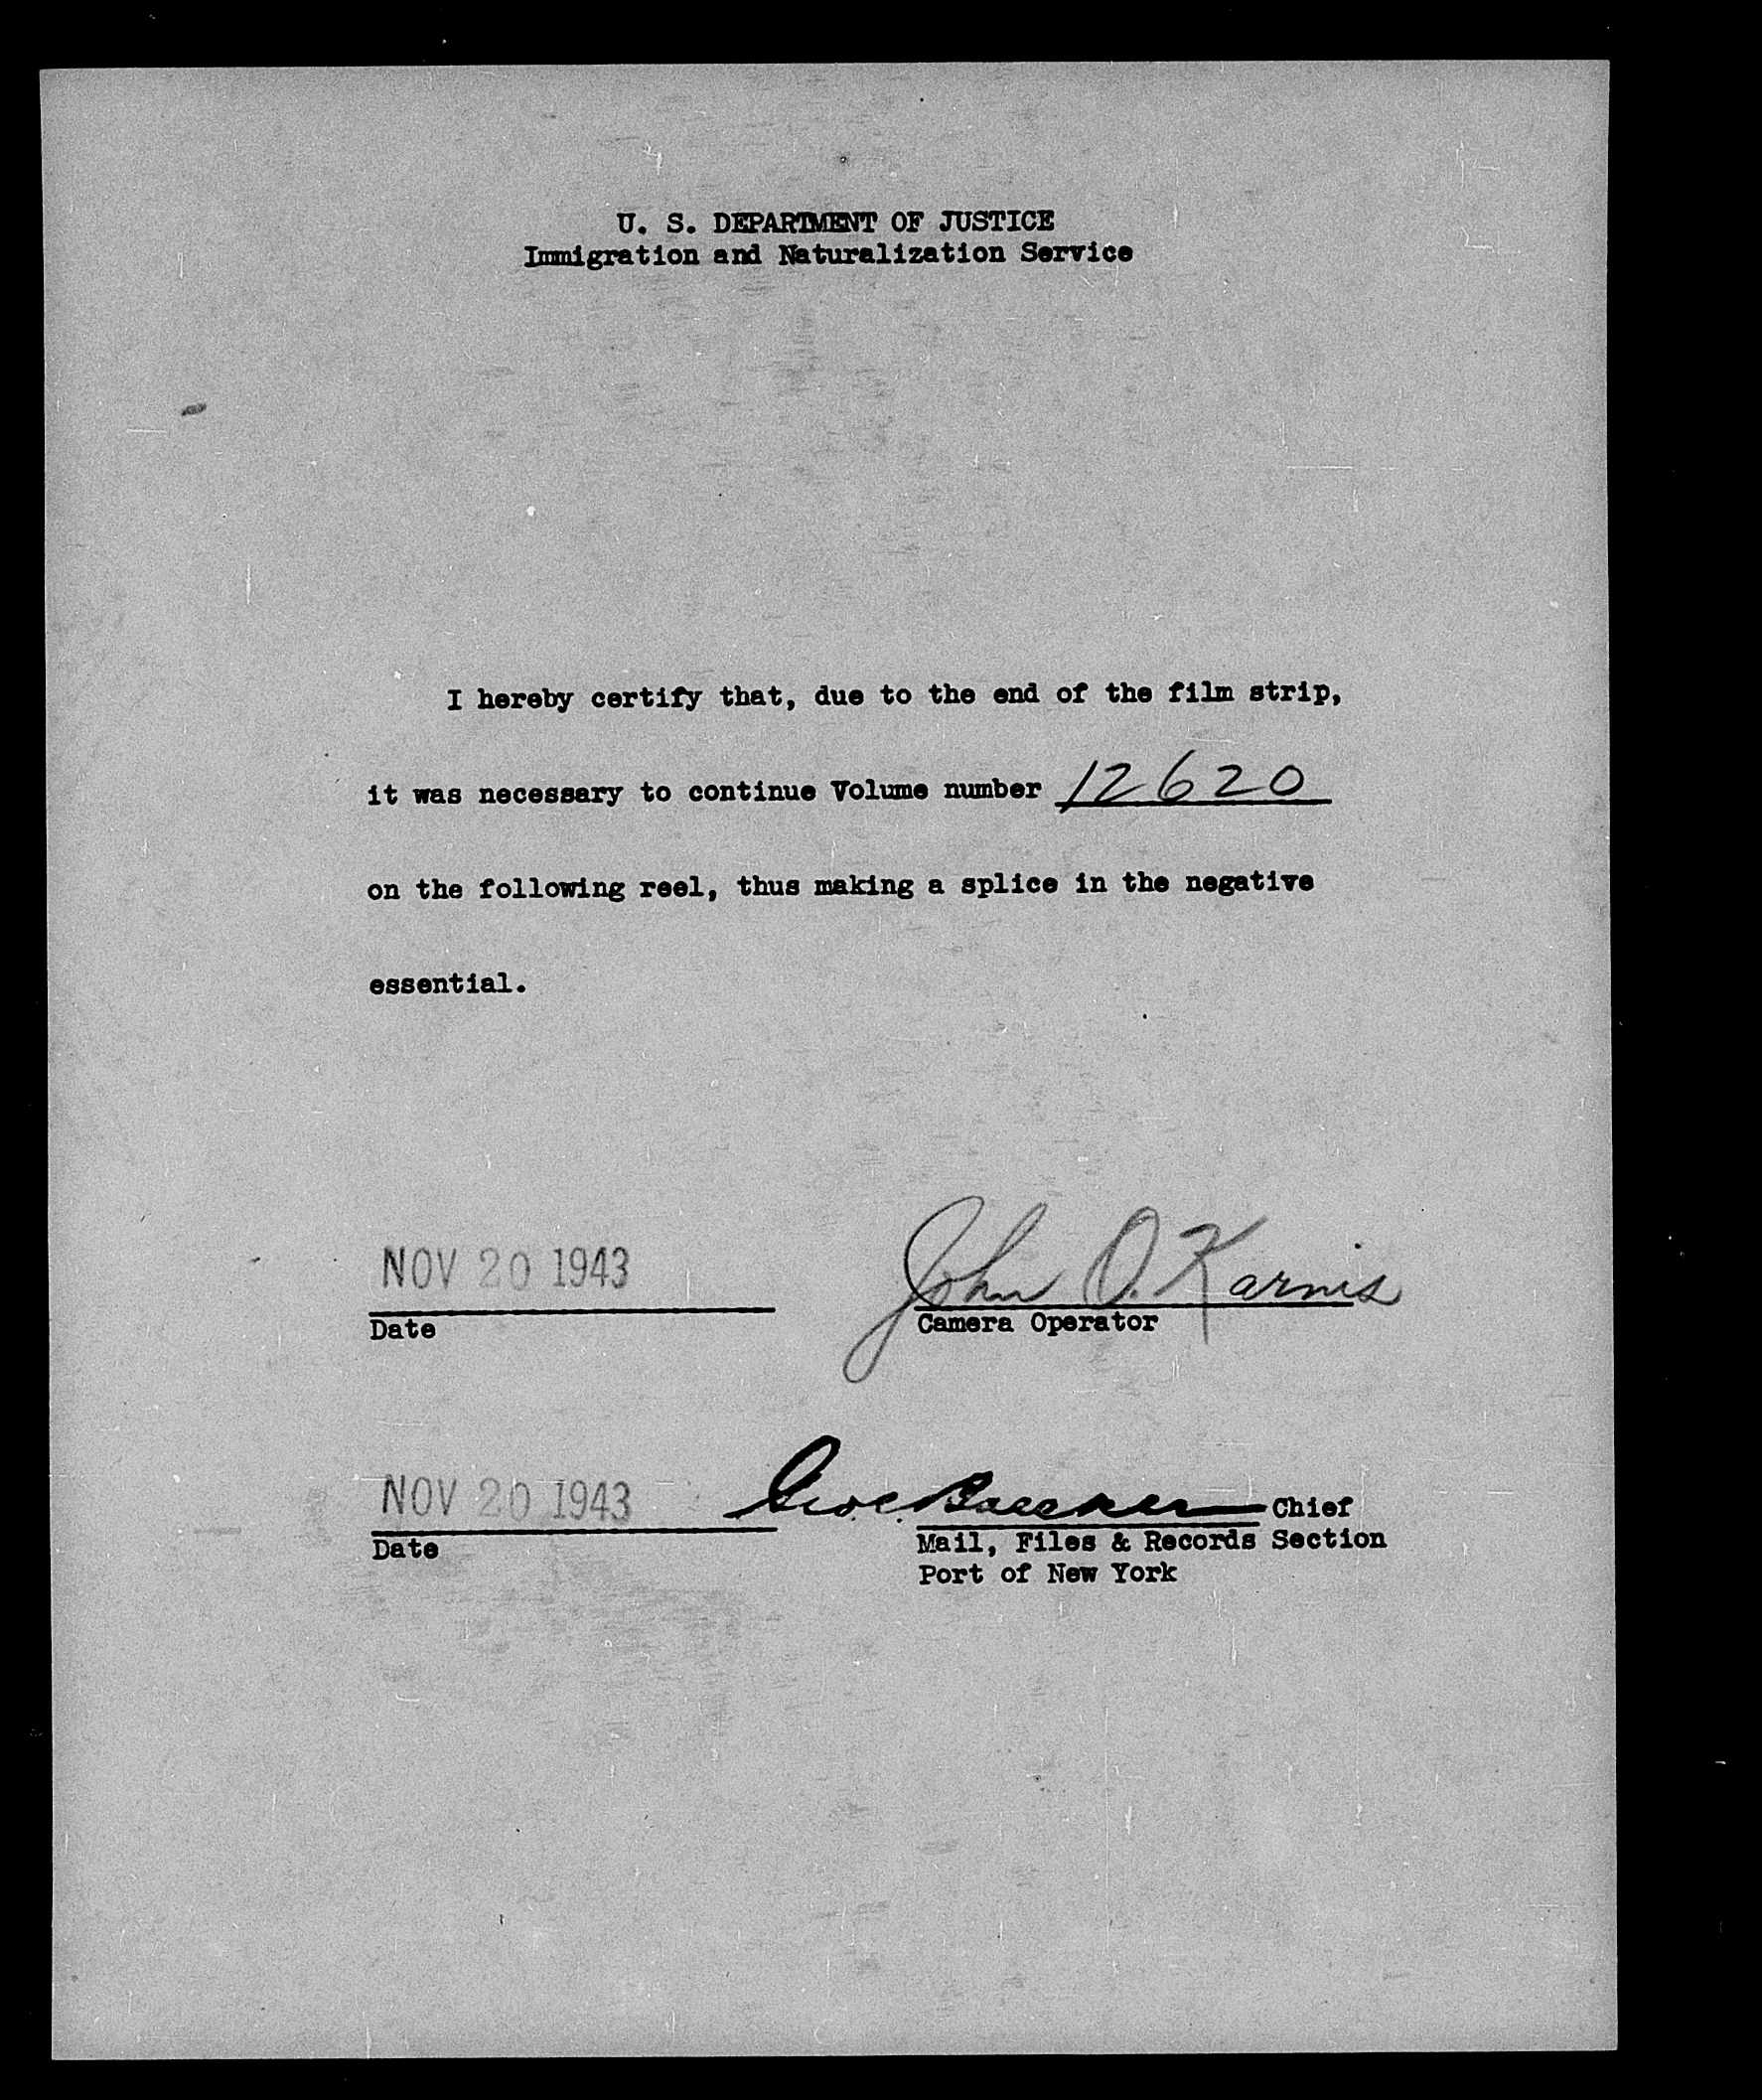 U. S. DEPARTMENT OF JUSTICE
Immigration and Naturalization Service
I hereby certify that, due to the end of the film strip,
it was necessary to continue Volume number 12620
on the following reel, thus making a splice in the negative
essential.
NOV 20 1943 John O. Karnis
Date Camera Operator
NOV 20 1943 Chief
Date Mail, Files & Records Section
Port of New York